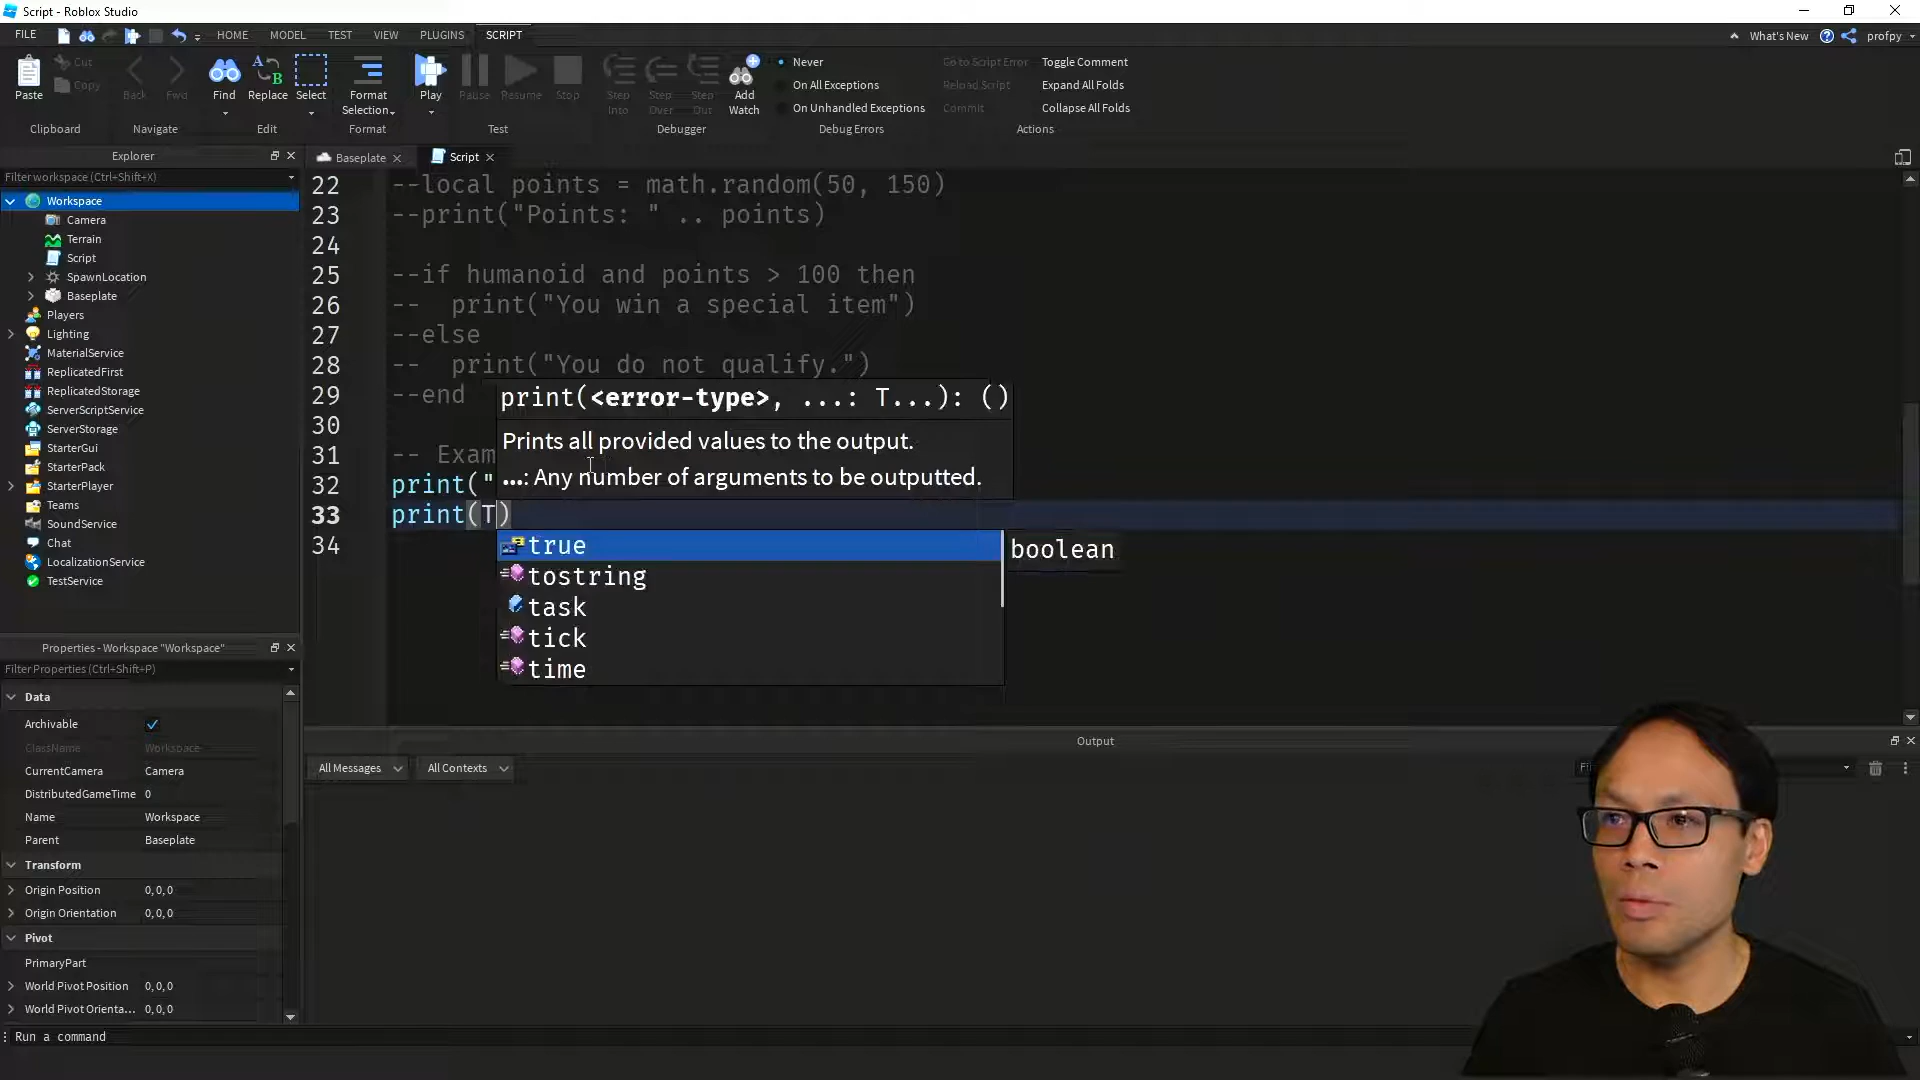 Script - Roblox Studio
FILE HOME MODEL TEST VIEW PLUGINS SCRIPT What's New profpy
Paste
Cut
Copy
Clipboard
Back
Fwd
Navigate
Find
Replace
Select
Edit
Format
Selection
Format
Play
Pause
Resume
Stop
Test
Step
Into
Step
Over
Step
Out
Add
Watch
Debugger
Never
On All Exceptions
On Unhandled Exceptions
Debug Errors
Go to Script Error
Reload Script
Commit
Toggle Comment
Expand All Folds
Collapse All Folds
Actions
Explorer
Filter workspace (Ctrl+Shift+X)
Workspace
Camera
Terrain
Script
SpawnLocation
Baseplate
Players
Lighting
MaterialService
ReplicatedFirst
ReplicatedStorage
ServerScriptService
ServerStorage
StarterGui
StarterPack
StarterPlayer
Teams
SoundService
Chat
LocalizationService
TestService
Properties - Workspace "Workspace"
Filter Properties (Ctrl+Shift+P)
Data
Archivable
ClassName Workspace
CurrentCamera Camera
DistributedGameTime 0
Name Workspace
Parent Baseplate
Transform
Origin Position 0, 0, 0
Origin Orientation 0, 0, 0
Pivot
PrimaryPart
World Pivot Position 0, 0, 0
World Pivot Orienta... 0, 0, 0
Baseplate Script
22 --local points = math.random(50, 150)
23 --print("Points: " .. points)
24
25 --if humanoid and points > 100 then
26 --  print("You win a special item")
27 --else
28 --  print("You do not qualify.")
29 --end
30
31 -- Exam
32 print("
33 print(T)
34
print(<error-type>, ...: T...): ()
Prints all provided values to the output.
...: Any number of arguments to be outputted.
true
tostring
task
tick
time
boolean
Output
All Messages All Contexts Fi
Run a command